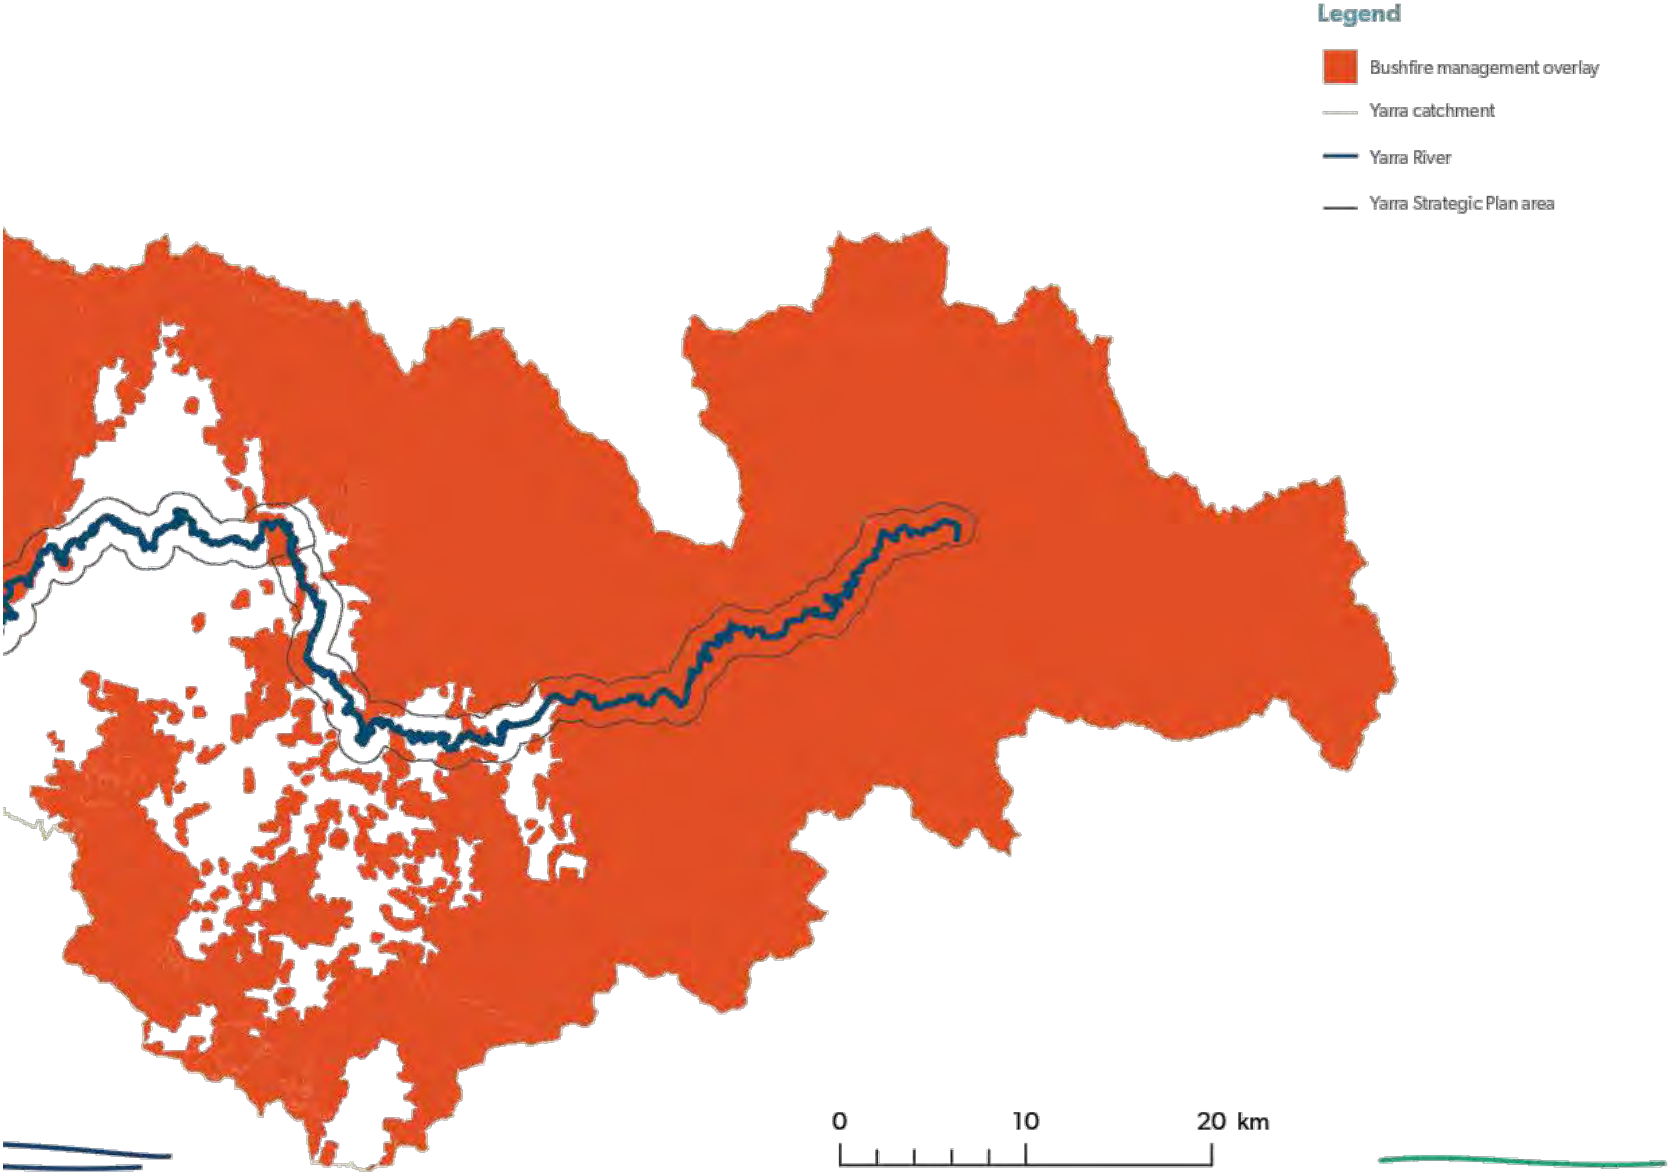 Legend
Bushfire management overlay
Yarra catchment
Yarra River
Yarra Strategic Plan area
0 10 20 km